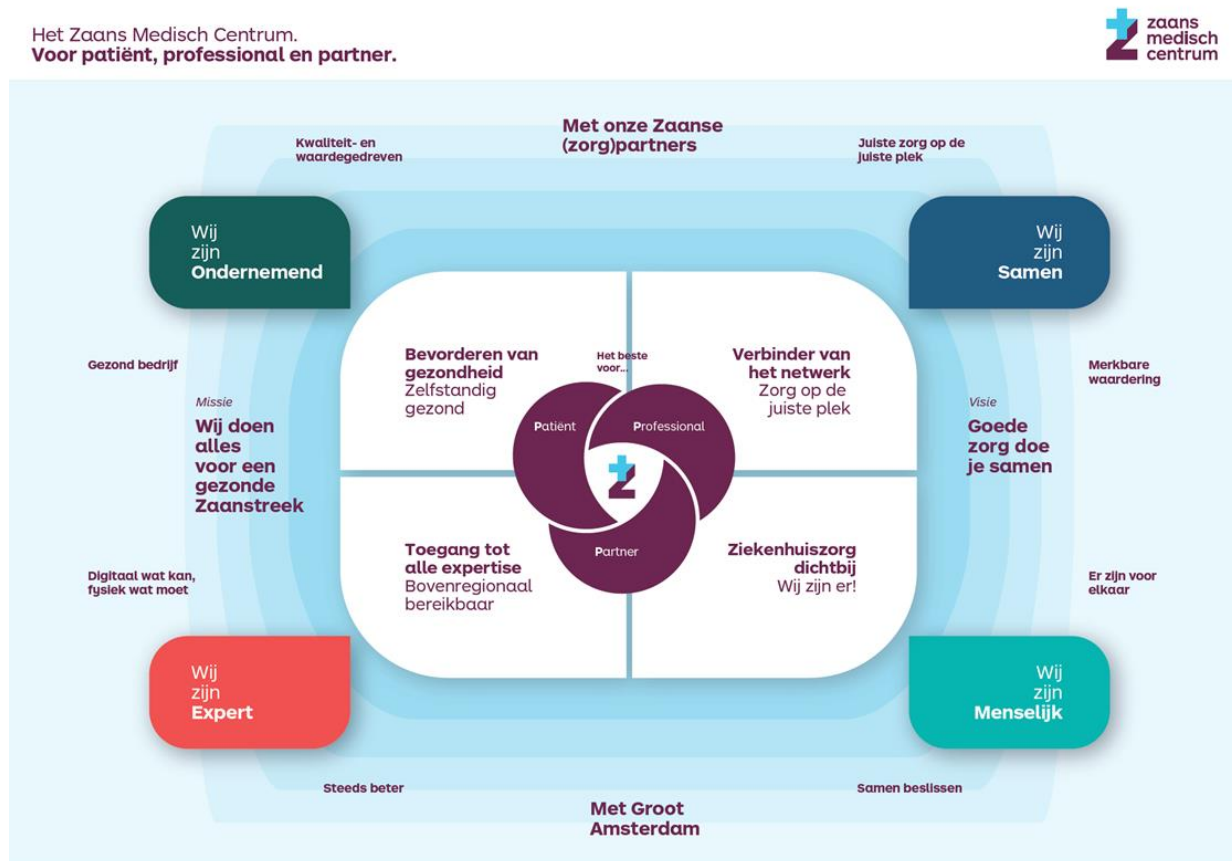 Het Zaans Medisch Centrum.
Voor patiënt, professional en partner.
zaans
medisch
centrum
Kwaliteit- en
waardegedreven
Met onze Zaanse
(zorg)partners
Juiste zorg op de
juiste plek
Wij
zijn
Ondernemend
Wij
zijn
Samen
Gezond bedrijf
Missie
Wij doen
alles
voor een
gezonde
Zaanstreek
Bevorderen van
gezondheid
Zelfstandig
gezond
Het beste
voor...
Verbinder van
het netwerk
Zorg op de
juiste plek
Patiënt
Professional
Partner
Visie
Goede
zorg doe
je samen
Merkbare
waardering
Toegang tot
alle expertise
Bovenregionaal
bereikbaar
Ziekenhuiszorg
dichtbij
Wij zijn er!
Digitaal wat kan,
fysiek wat moet
Er zijn voor
elkaar
Wij
zijn
Expert
Wij
zijn
Menselijk
Steeds beter
Met Groot
Amsterdam
Samen beslissen